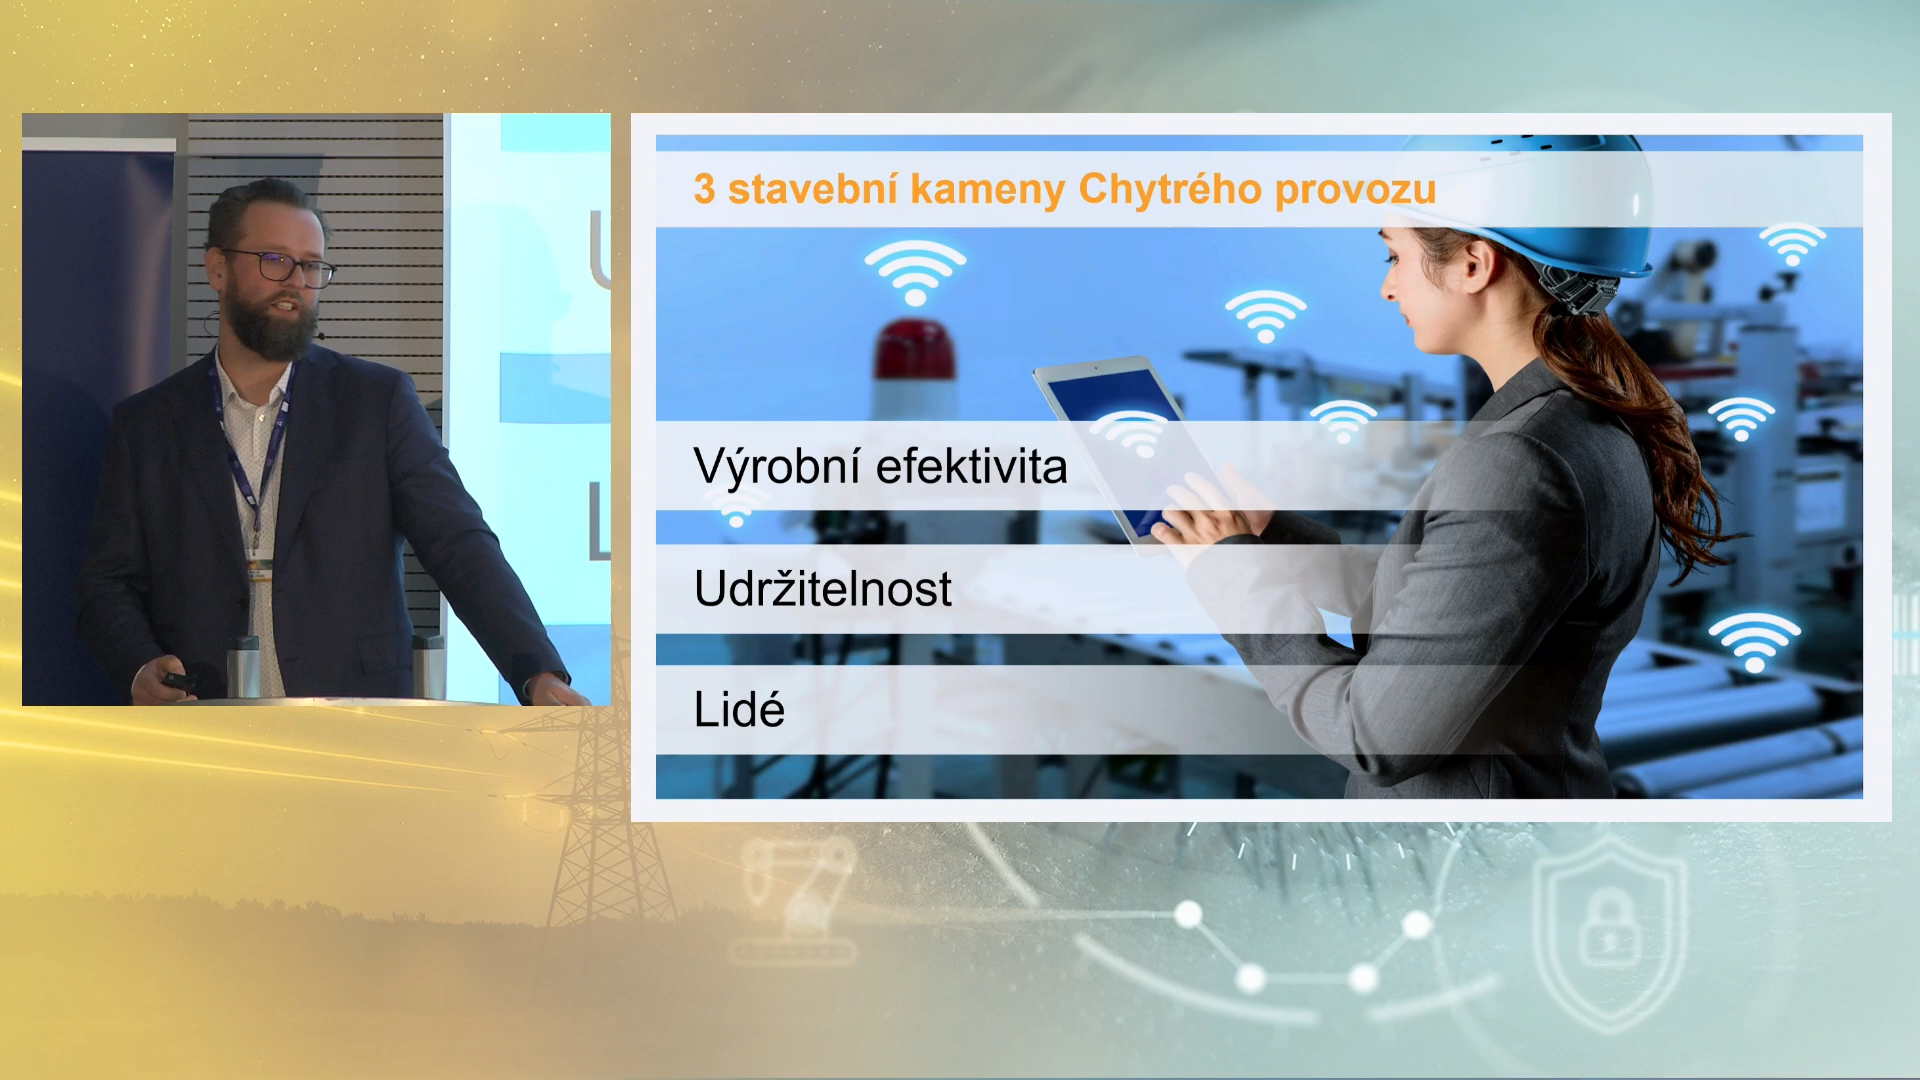 3 stavební kameny Chytrého provozu
Výrobní efektivita
Udržitelnost
Lidé